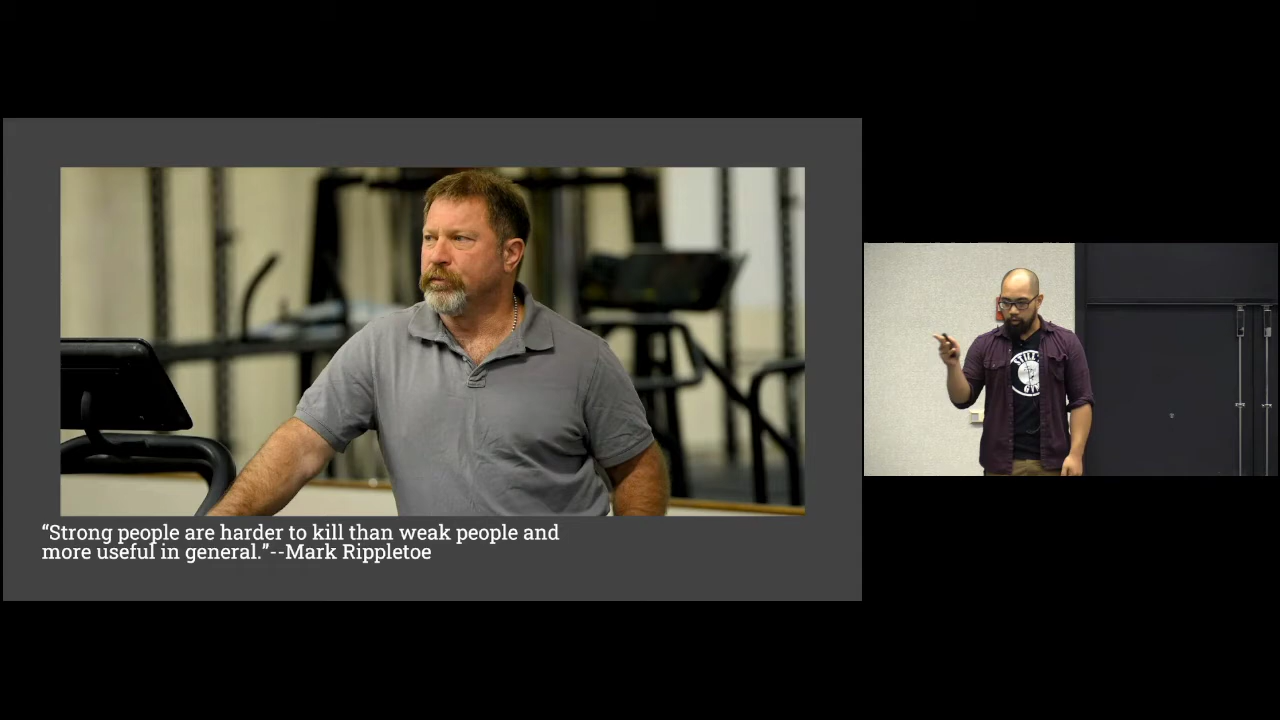 “Strong people are harder to kill than weak people and
more useful in general.”--Mark Rippletoe